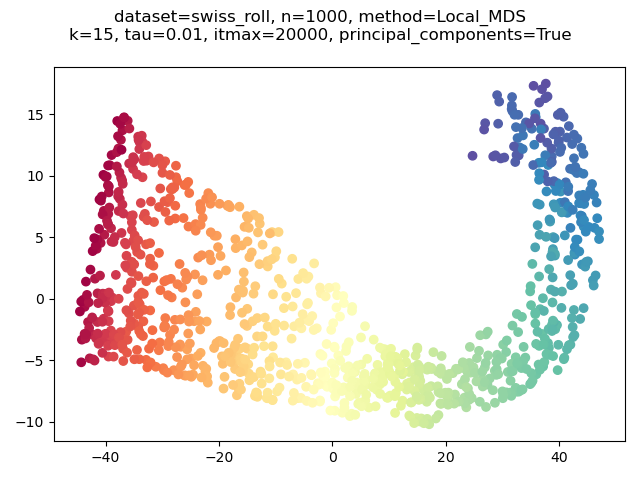 dataset=swiss_roll, n=1000, method=Local_MDS
k=15, tau=0.01, itmax=20000, principal_components=True
15
10
5
0
−5
−10
−40 −20 0 20 40